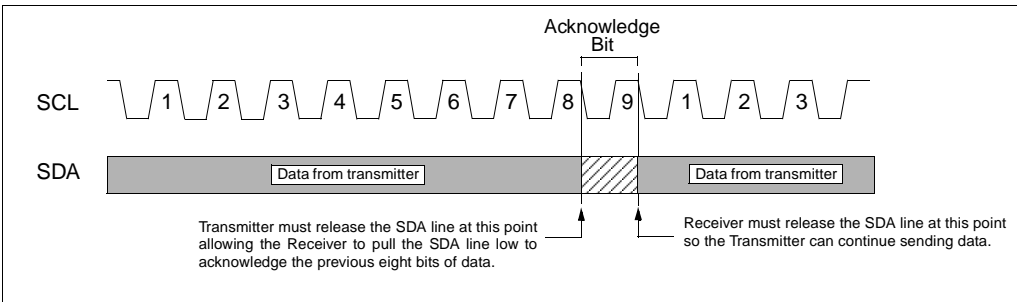 Acknowledge
Bit
SCL 1 2 3 4 5 6 7 8 9 1 2 3
SDA Data from transmitter Data from transmitter
Transmitter must release the SDA line at this point
allowing the Receiver to pull the SDA line low to
acknowledge the previous eight bits of data.
Receiver must release the SDA line at this point
so the Transmitter can continue sending data.